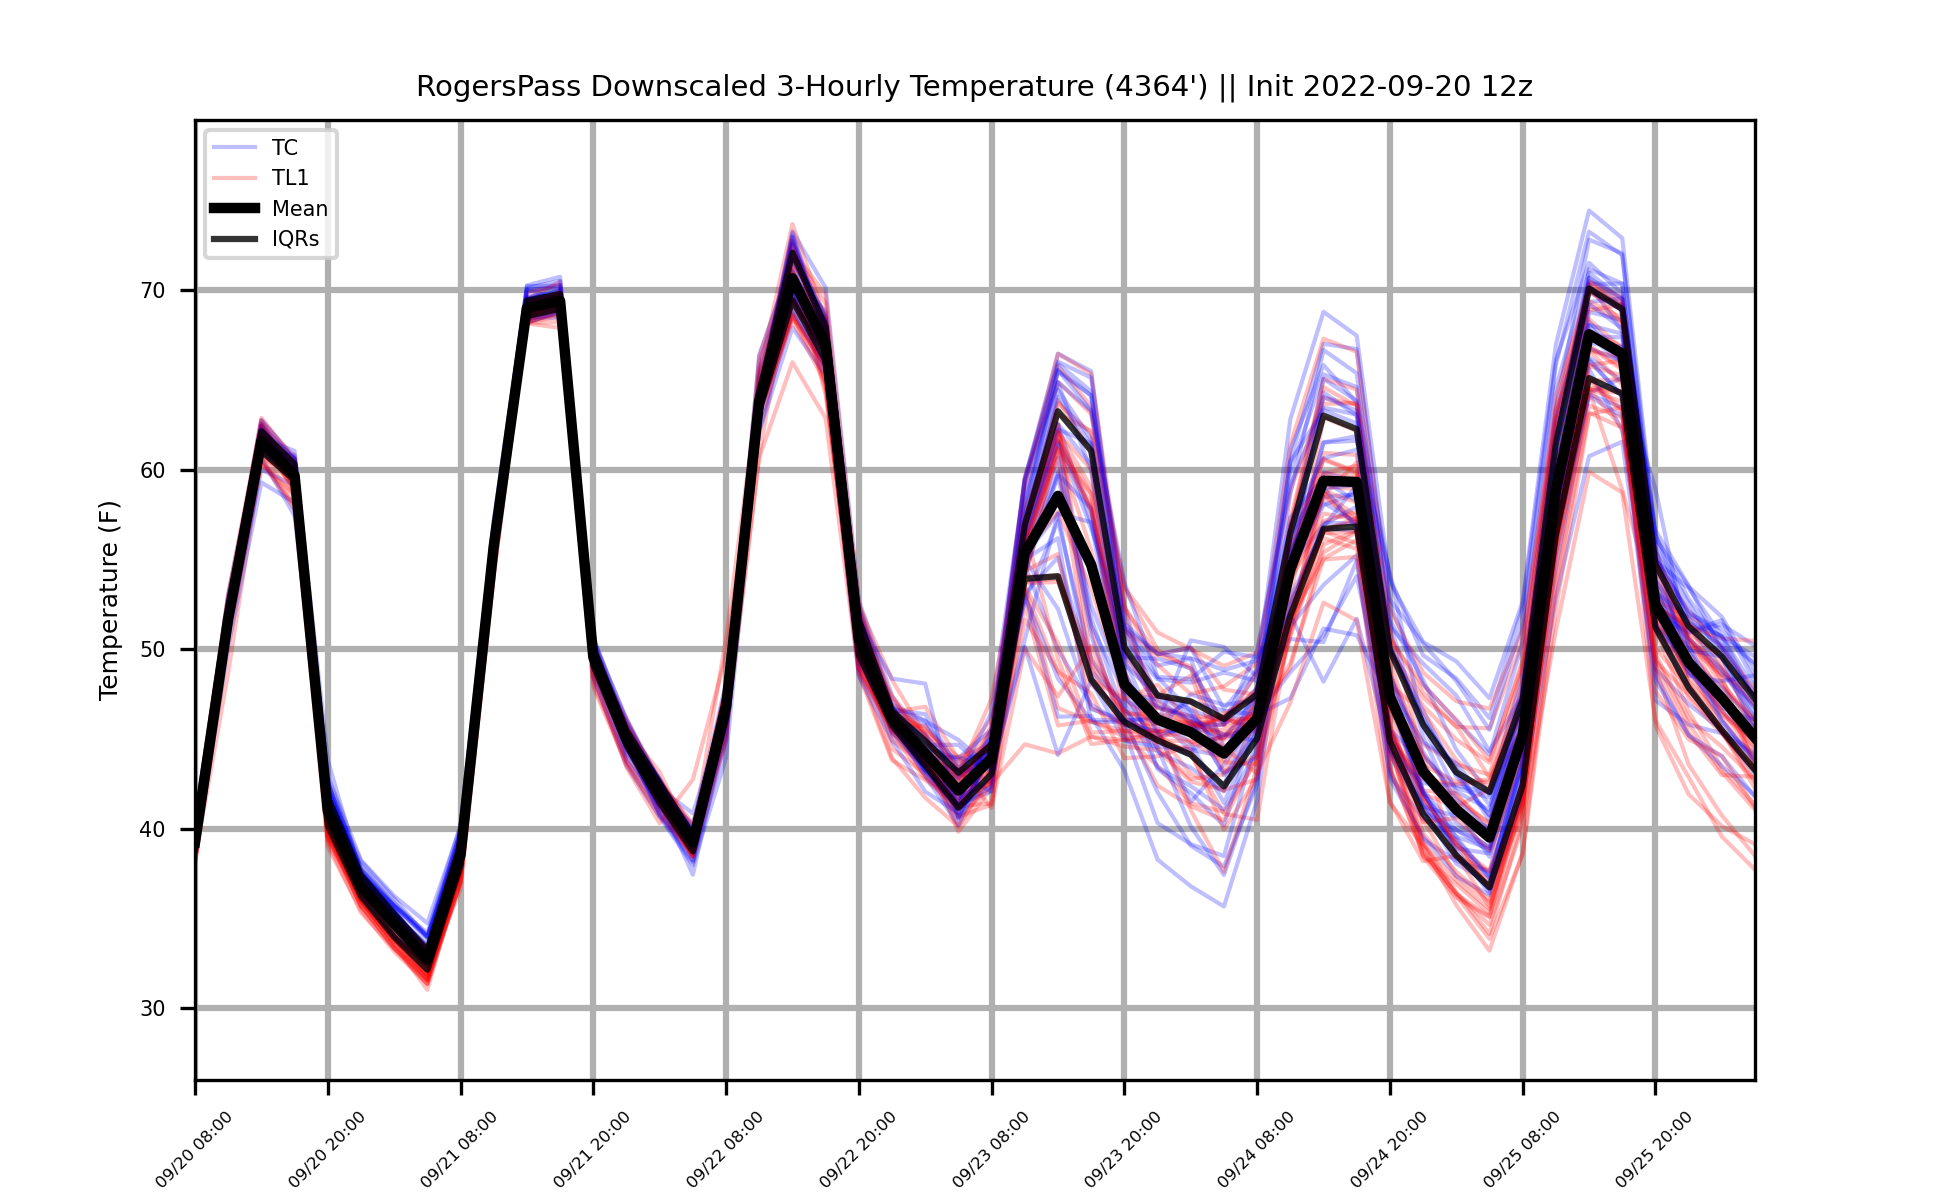 RogersPass Downscaled 3-Hourly Temperature (4364') || Init 2022-09-20 12z
TC
TL1
Mean
IQRs
Temperature (F)
70
60
50
40
30
09/20 08:00
09/20 20:00
09/21 08:00
09/21 20:00
09/22 08:00
09/22 20:00
09/23 08:00
09/23 20:00
09/24 08:00
09/24 20:00
09/25 08:00
09/25 20:00